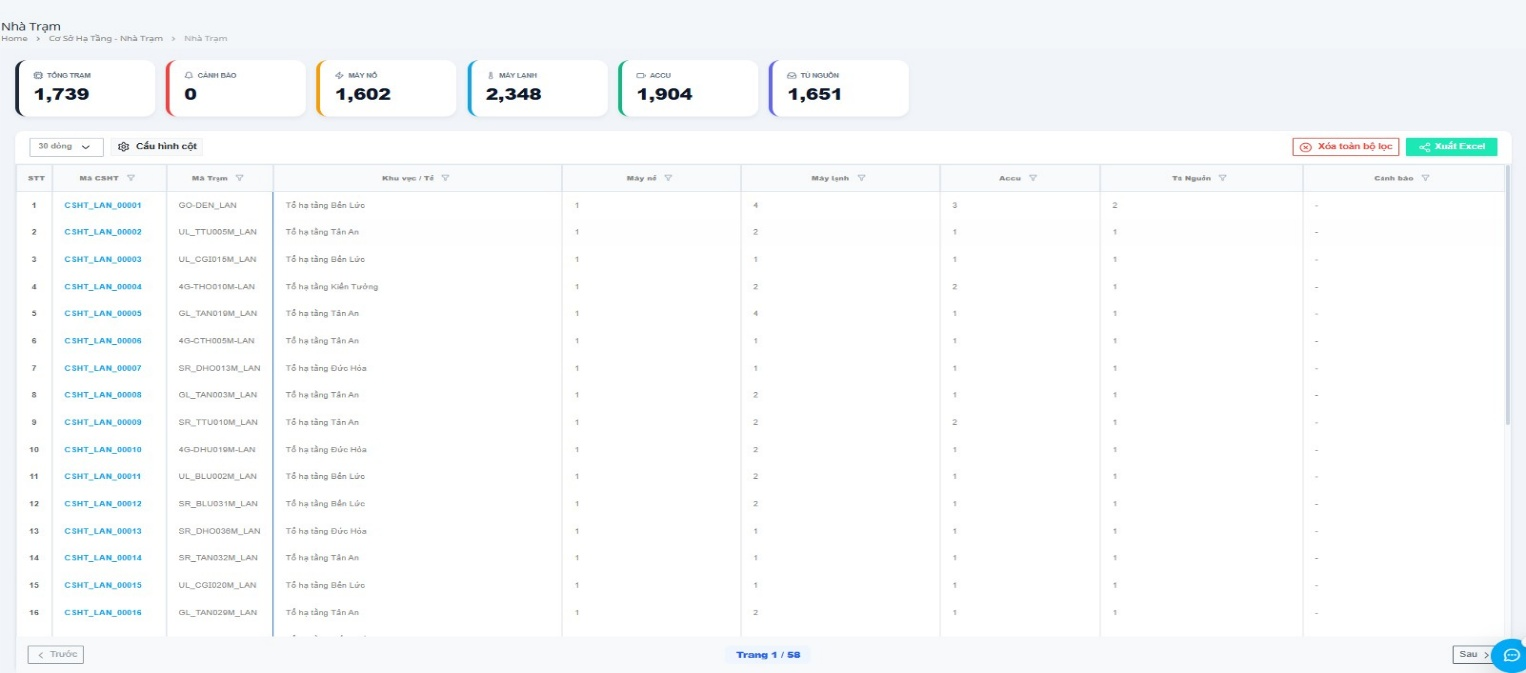 Nhà Trạm
Home > Cơ Sở Hạ Tầng - Nhà Trạm > Nhà Trạm
TỔNG TRẠM
1,739
CẢNH BÁO
0
MÁY NỔ
1,602
MÁY LẠNH
2,348
ACCU
1,904
TỦ NGUỒN
1,651
30 dòng
Cấu hình cột
Xóa toàn bộ lọc
Xuất Excel
STT Mã CSHT Mã Trạm Khu vực / Tổ Máy nổ Máy lạnh Accu Tủ Nguồn Cảnh báo
1 CSHT_LAN_00001 GO-DEN_LAN Tổ hạ tầng Bến Lức 1 4 3 2 -
2 CSHT_LAN_00002 UL_TTU005M_LAN Tổ hạ tầng Tân An 1 2 1 1 -
3 CSHT_LAN_00003 UL_CGI015M_LAN Tổ hạ tầng Bến Lức 1 1 1 1 -
4 CSHT_LAN_00004 4G-THO010M-LAN Tổ hạ tầng Kiến Tường 1 2 2 1 -
5 CSHT_LAN_00005 GL_TAN019M_LAN Tổ hạ tầng Tân An 1 4 1 1 -
6 CSHT_LAN_00006 4G-CTH005M-LAN Tổ hạ tầng Tân An 1 1 1 1 -
7 CSHT_LAN_00007 SR_DHO013M_LAN Tổ hạ tầng Đức Hòa 1 1 1 1 -
8 CSHT_LAN_00008 GL_TAN003M_LAN Tổ hạ tầng Tân An 1 2 1 1 -
9 CSHT_LAN_00009 SR_TTU010M_LAN Tổ hạ tầng Tân An 1 2 2 1 -
10 CSHT_LAN_00010 4G-DHU019M-LAN Tổ hạ tầng Đức Hòa 1 2 1 1 -
11 CSHT_LAN_00011 UL_BLU002M_LAN Tổ hạ tầng Bến Lức 1 2 1 1 -
12 CSHT_LAN_00012 SR_BLU031M_LAN Tổ hạ tầng Bến Lức 1 2 1 1 -
13 CSHT_LAN_00013 SR_DHO036M_LAN Tổ hạ tầng Đức Hòa 1 1 1 1 -
14 CSHT_LAN_00014 SR_TAN032M_LAN Tổ hạ tầng Tân An 1 1 1 1 -
15 CSHT_LAN_00015 UL_CGI020M_LAN Tổ hạ tầng Bến Lức 1 1 1 1 -
16 CSHT_LAN_00016 GL_TAN029M_LAN Tổ hạ tầng Tân An 1 2 1 1 -
< Trước
Trang 1 / 58
Sau >